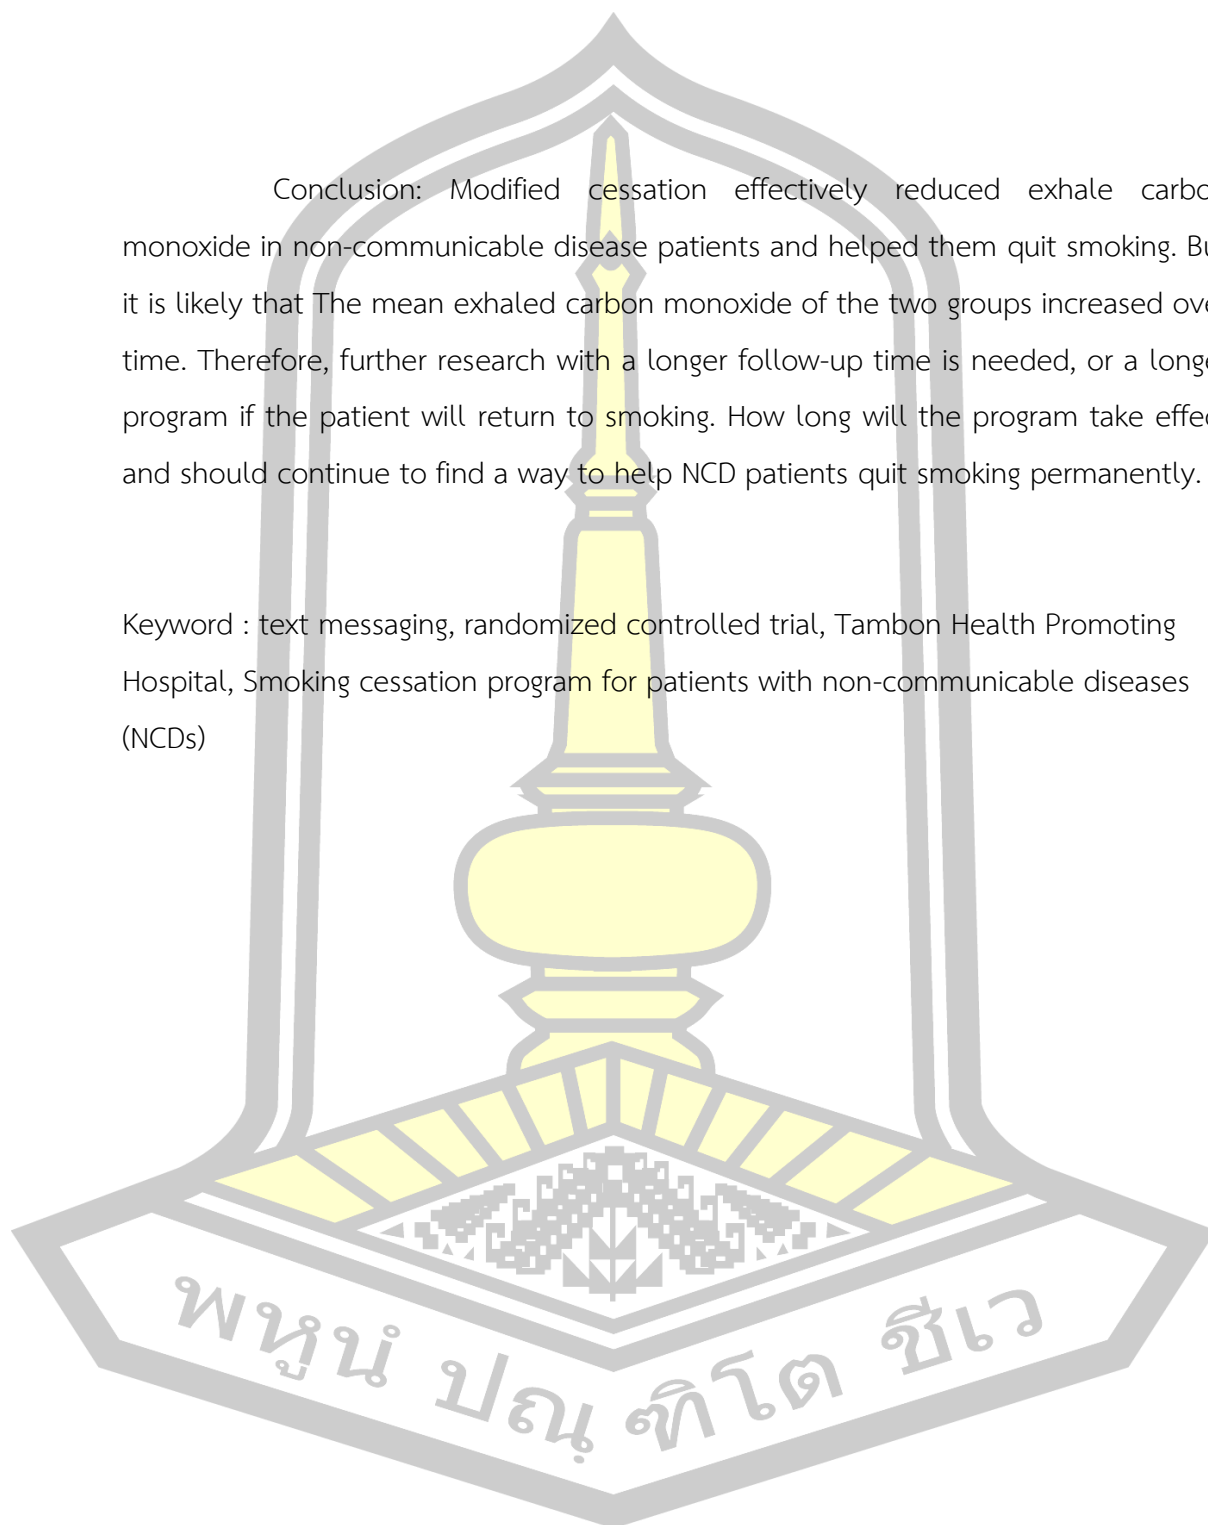 Conclusion: Modified cessation effectively reduced exhale carbo
monoxide in non-communicable disease patients and helped them quit smoking. Bu
it is likely that The mean exhaled carbon monoxide of the two groups increased ove
time. Therefore, further research with a longer follow-up time is needed, or a longe
program if the patient will return to smoking. How long will the program take effec
and should continue to find a way to help NCD patients quit smoking permanently.
Keyword : text messaging, randomized controlled trial, Tambon Health Promoting
Hospital, Smoking cessation program for patients with non-communicable diseases
(NCDs)
พหูนํ ปณฺ ฑิโต ชีเว